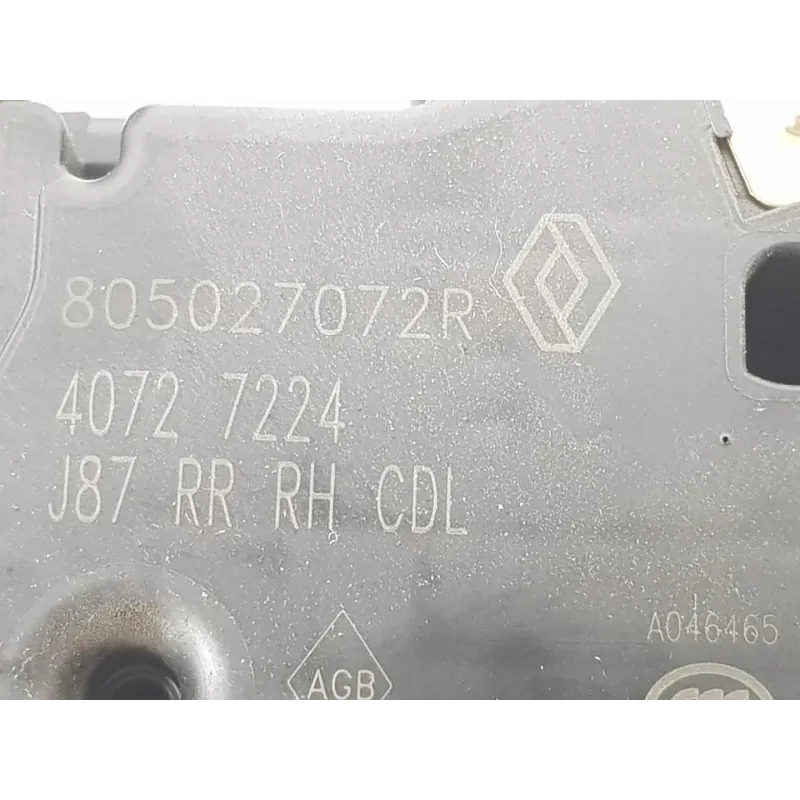 805027072R
4072 7224
J87 RR RH CDL
A046465
AGB